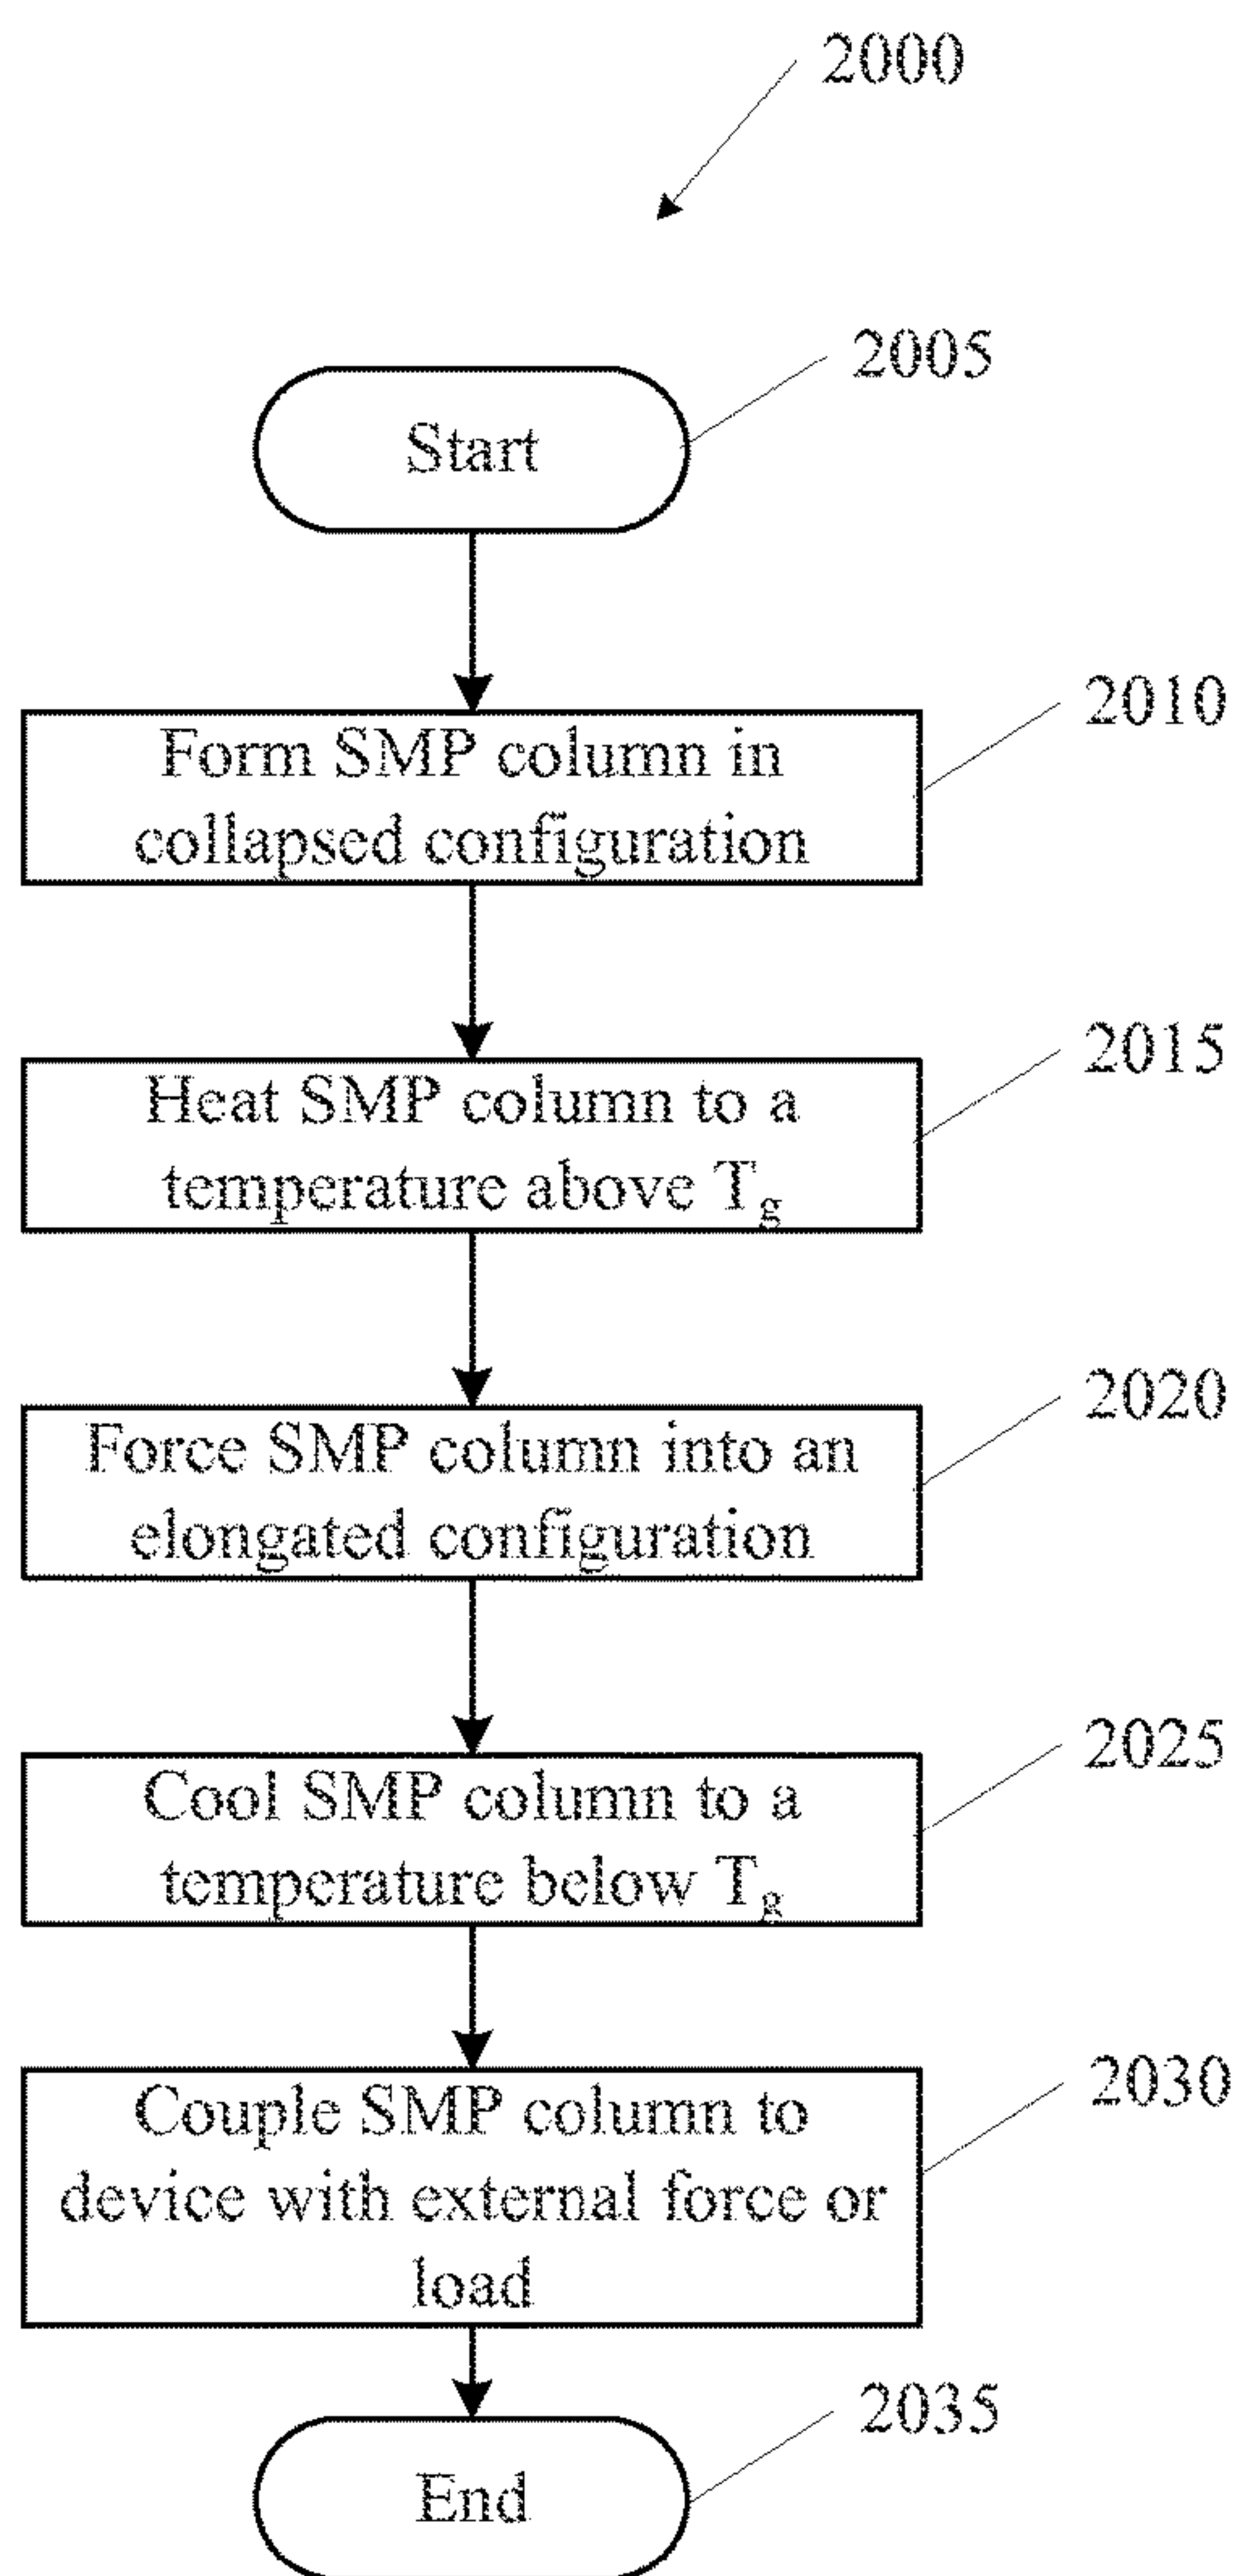 2000
2005
Start
2010
Form SMP column in
collapsed configuration
2015
Heat SMP column to a
temperature above Tg
2020
Force SMP column into an
elongated configuration
2025
Cool SMP column to a
temperature below Tg
2030
Couple SMP column to
device with external force or
load
2035
End